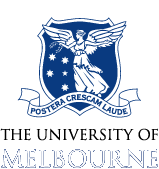 POSTERA CRESCAM LAUDE
THE UNIVERSITY OF
MELBOURNE